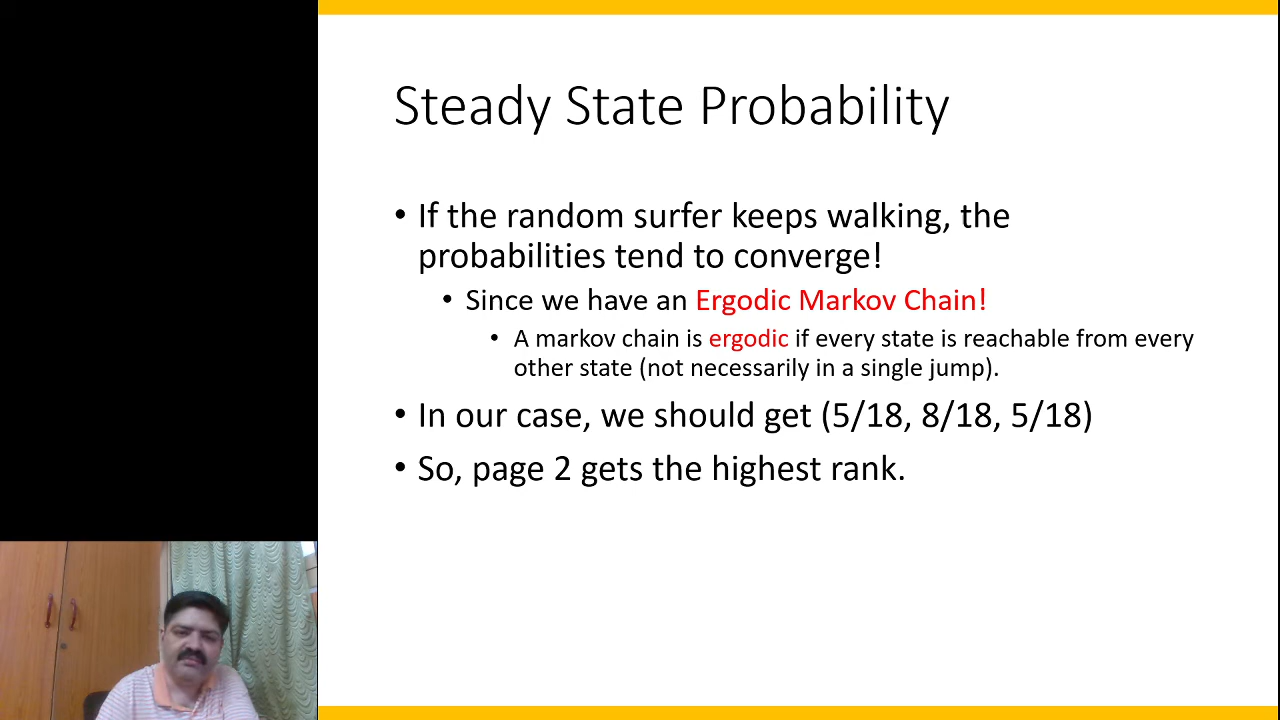 Steady State Probability
• If the random surfer keeps walking, the
probabilities tend to converge!
• Since we have an Ergodic Markov Chain!
• A markov chain is ergodic if every state is reachable from every
other state (not necessarily in a single jump).
• In our case, we should get (5/18, 8/18, 5/18)
• So, page 2 gets the highest rank.